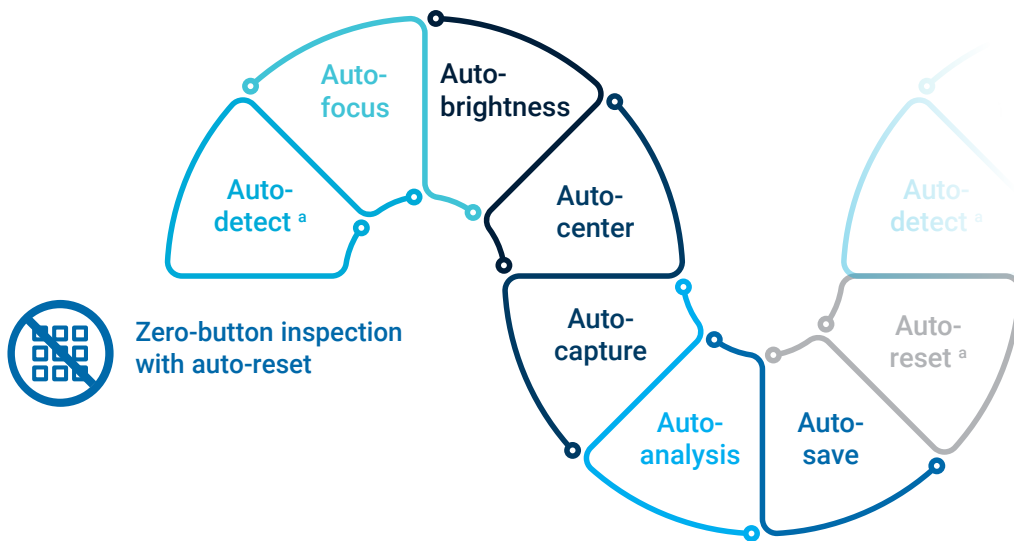 Auto-
detect ᵃ
Auto-
focus
Auto-
brightness
Auto-
center
Auto-
capture
Auto-
analysis
Auto-
save
Auto-
reset ᵃ
Auto-
detect ᵃ
Zero-button inspection
with auto-reset